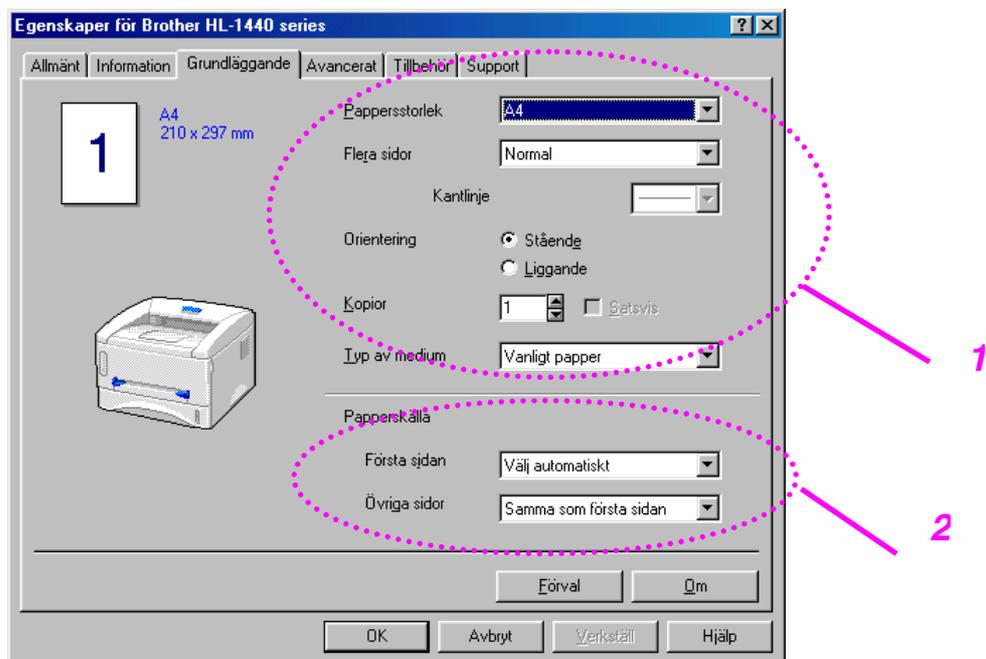 Egenskaper för Brother HL-1440 series
Allmänt Information Grundläggande Avancerat Tillbehör Support
1
A4
210 x 297 mm
Pappersstorlek A4
Flera sidor Normal
Kantlinje
Orientering Stående
Liggande
Kopior 1 Satsvis
Typ av medium Vanligt papper
1
Papperskälla
Första sidan Välj automatiskt
Övriga sidor Samma som första sidan
2
Förval Om
OK Avbryt Verkställ Hjälp